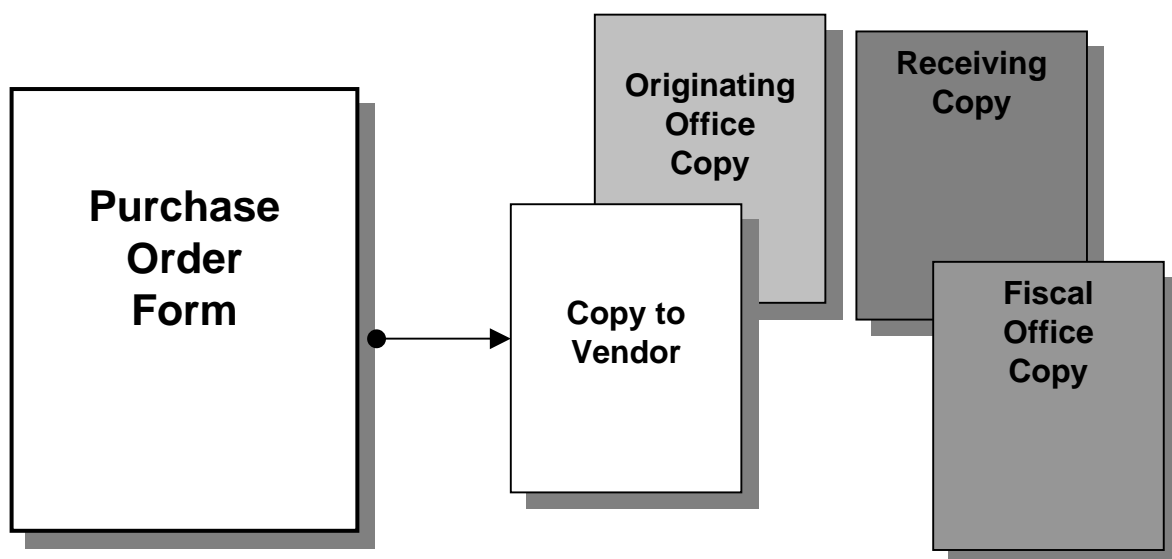 Purchase
Order
Form
Originating
Office
Copy
Copy to
Vendor
Receiving
Copy
Fiscal
Office
Copy